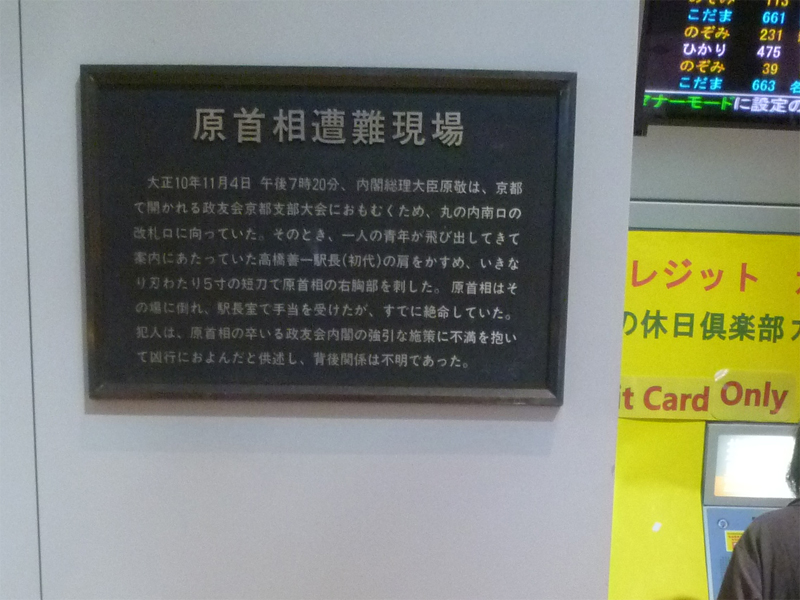 原首相遭難現場
大正10年11月4日 午後7時20分、内閣総理大臣原敬は、京都
で開かれる政友会京都支部大会におもむくため、丸の内南口の
改札口に向っていた。そのとき、一人の青年が飛び出してきて
案内にあたっていた高橋善一駅長(初代)の肩をかすめ、いきな
り刃わたり5寸の短刀で原首相の右胸部を刺した。原首相はそ
の場に倒れ、駅長室で手当を受けたが、すでに絶命していた。
犯人は、原首相の卒いる政友会内閣の強引な施策に不満を抱い
て凶行におよんだと供述し、背後関係は不明であった。
のぞみ 113
こだま 661
のぞみ 231
ひかり 475
のぞみ 39
こだま 663 名
マナーモードに設定の
レジット
の休日倶楽部
it Card Only